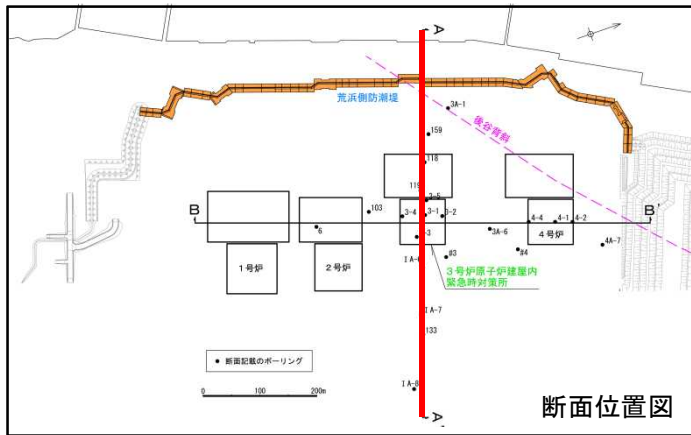 A
荒浜側防潮堤
3A-1
後谷背斜
159
118
119
3-5
B
103
3-4
3-1
3-2
4-4
4-1
4-2
B'
6
-3
3A-6
4号炉
4A-7
1号炉
2号炉
IA-6
#3
#4
3号炉原子炉建屋内
緊急時対策所
IA-7
133
● 断面記載のボーリング
IA-8
0 100 200m
A'
断面位置図